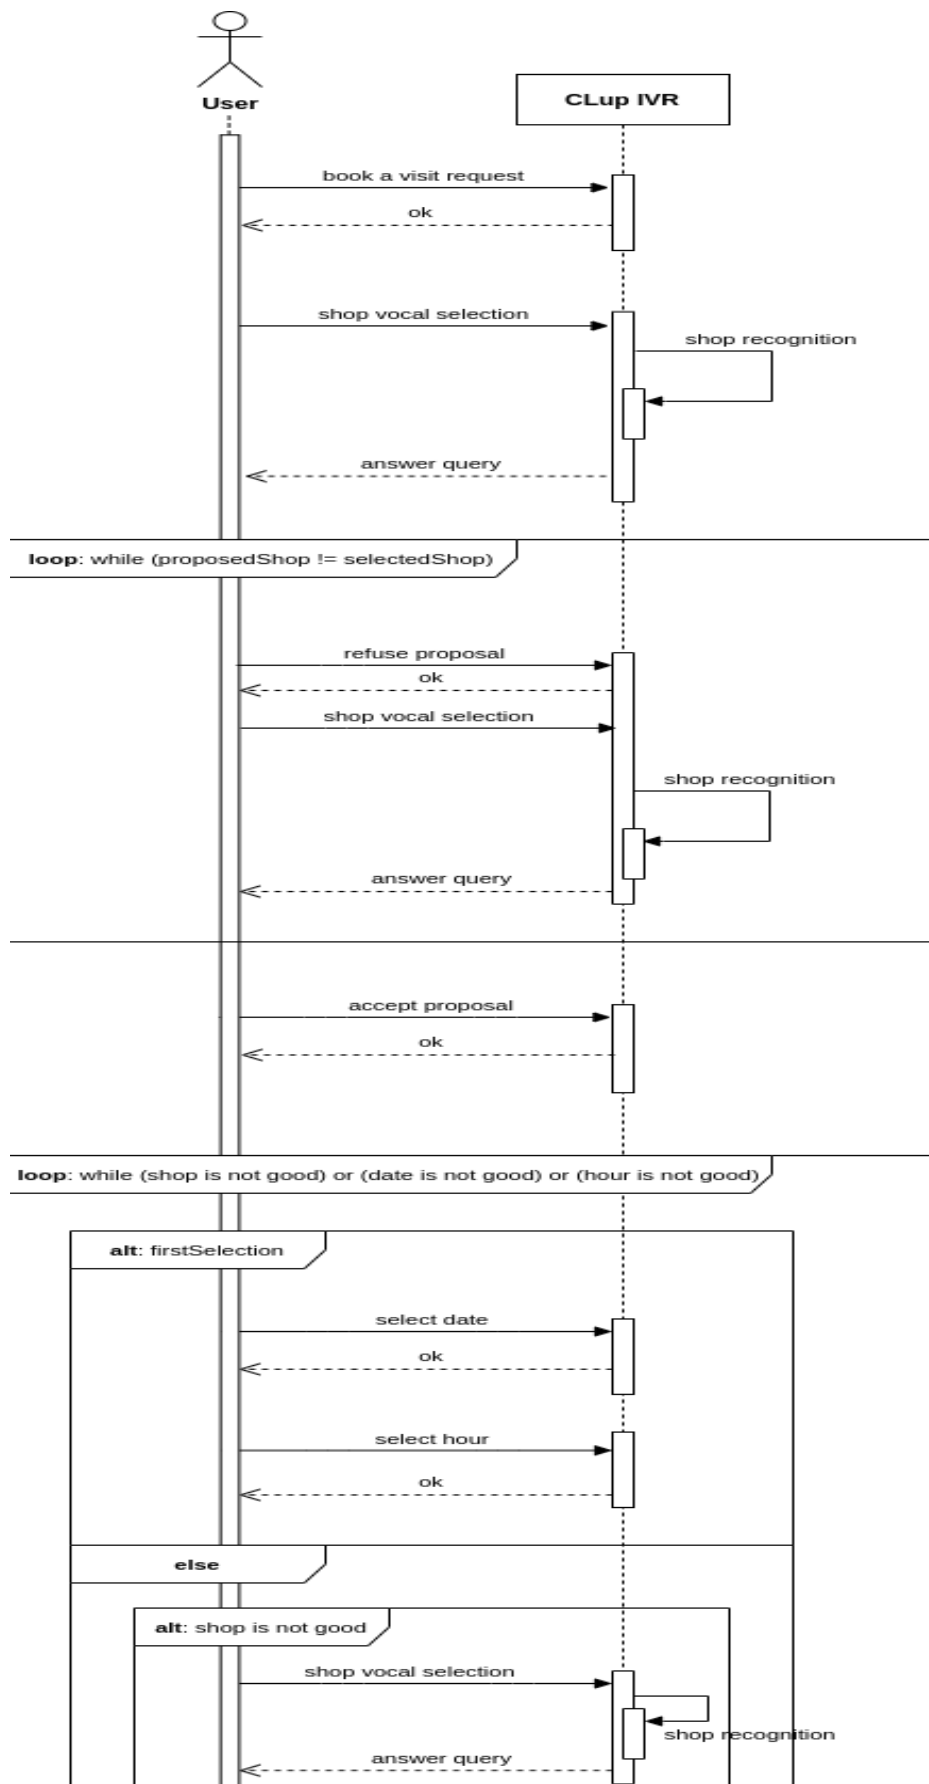 User
CLup IVR
book a visit request
ok
shop vocal selection
shop recognition
answer query
loop: while (proposedShop != selectedShop)
refuse proposal
ok
shop vocal selection
shop recognition
answer query
accept proposal
ok
loop: while (shop is not good) or (date is not good) or (hour is not good)
alt: firstSelection
select date
ok
select hour
ok
else
alt: shop is not good
shop vocal selection
shop recognition
answer query